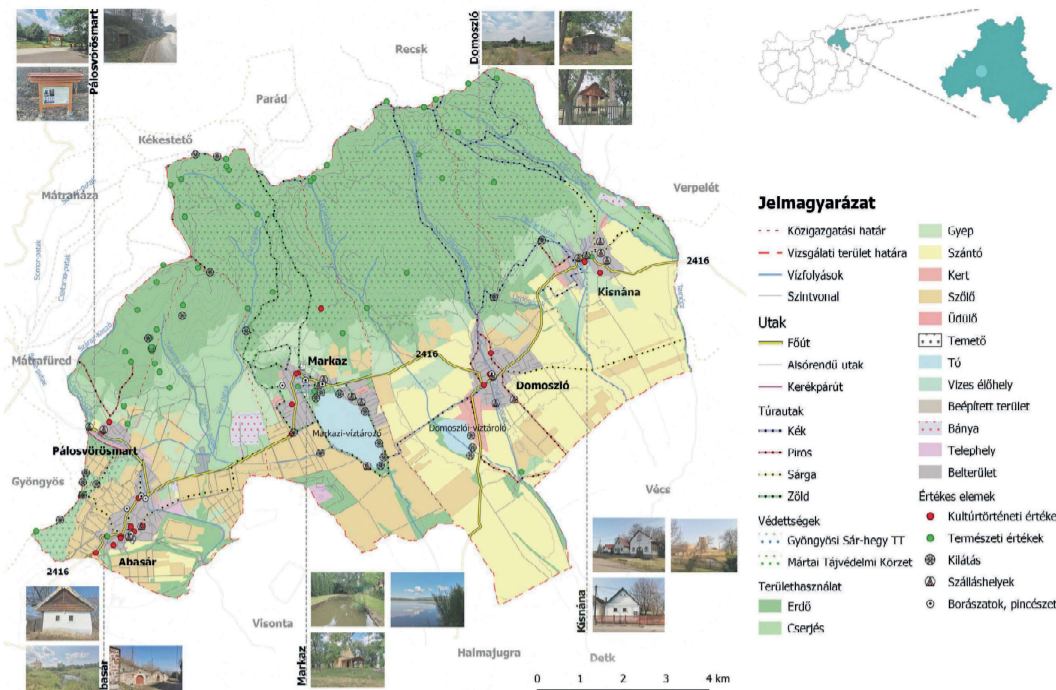 Pálosvörösmart
Domoszló
Recsk
Parád
Kékestető
Mátraháza
Verpelét
Somor-patak
2416
Kisnána
Mátrafüred
Markaz
2416
Domoszló
Markazi-víztározó
Domoszlói-víztároló
Pálosvörösmart
Gyöngyös
Vécs
Abasár
2416
Visonta
Markaz
Halmajugra
Kisnána
Detk
basár
0 1 2 3 4 km
Jelmagyarázat
Közigazgatási határ
Vizsgálati terület határa
Vízfolyások
Szintvonal
Utak
Főút
Alsórendű utak
Kerékpárút
Túrautak
Kék
Piros
Sárga
Zöld
Védettségek
Gyöngyösi Sár-hegy TT
Mártai Tájvédelmi Körzet
Területhasználat
Erdő
Cserjés
Gyep
Szántó
Kert
Szőlő
Üdülő
Temető
Tó
Vizes élőhely
Beépített terület
Bánya
Telephely
Belterület
Értékes elemek
Kultúrtörténeti értéke
Természeti értékek
Kilátás
Szálláshelyek
Borászatok, pincészet